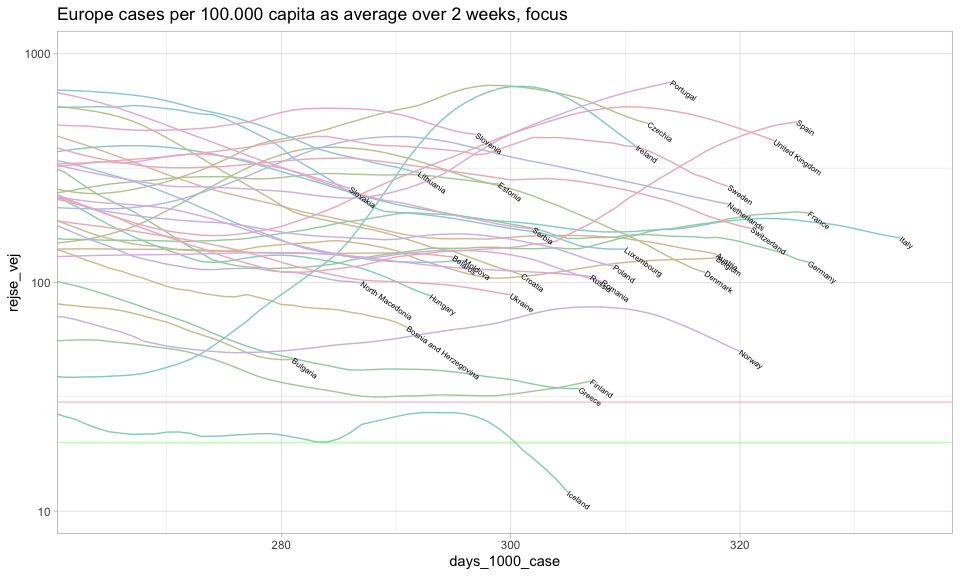 Europe cases per 100.000 capita as average over 2 weeks, focus
1000
Portugal
Spain
Czechia
Slovenia
United Kingdom
Ireland
Lithuania
Estonia
Slovakia
Sweden
Netherlands
France
Serbia
Switzerland
Italy
Luxembourg
Belgium
Moldova
Poland
Germany
100
Croatia
Denmark
Romania
North Macedonia
Hungary
Ukraine
rejse_vej
Bosnia and Herzegovina
Norway
Bulgaria
Finland
Greece
Iceland
10
280
300
320
days_1000_case